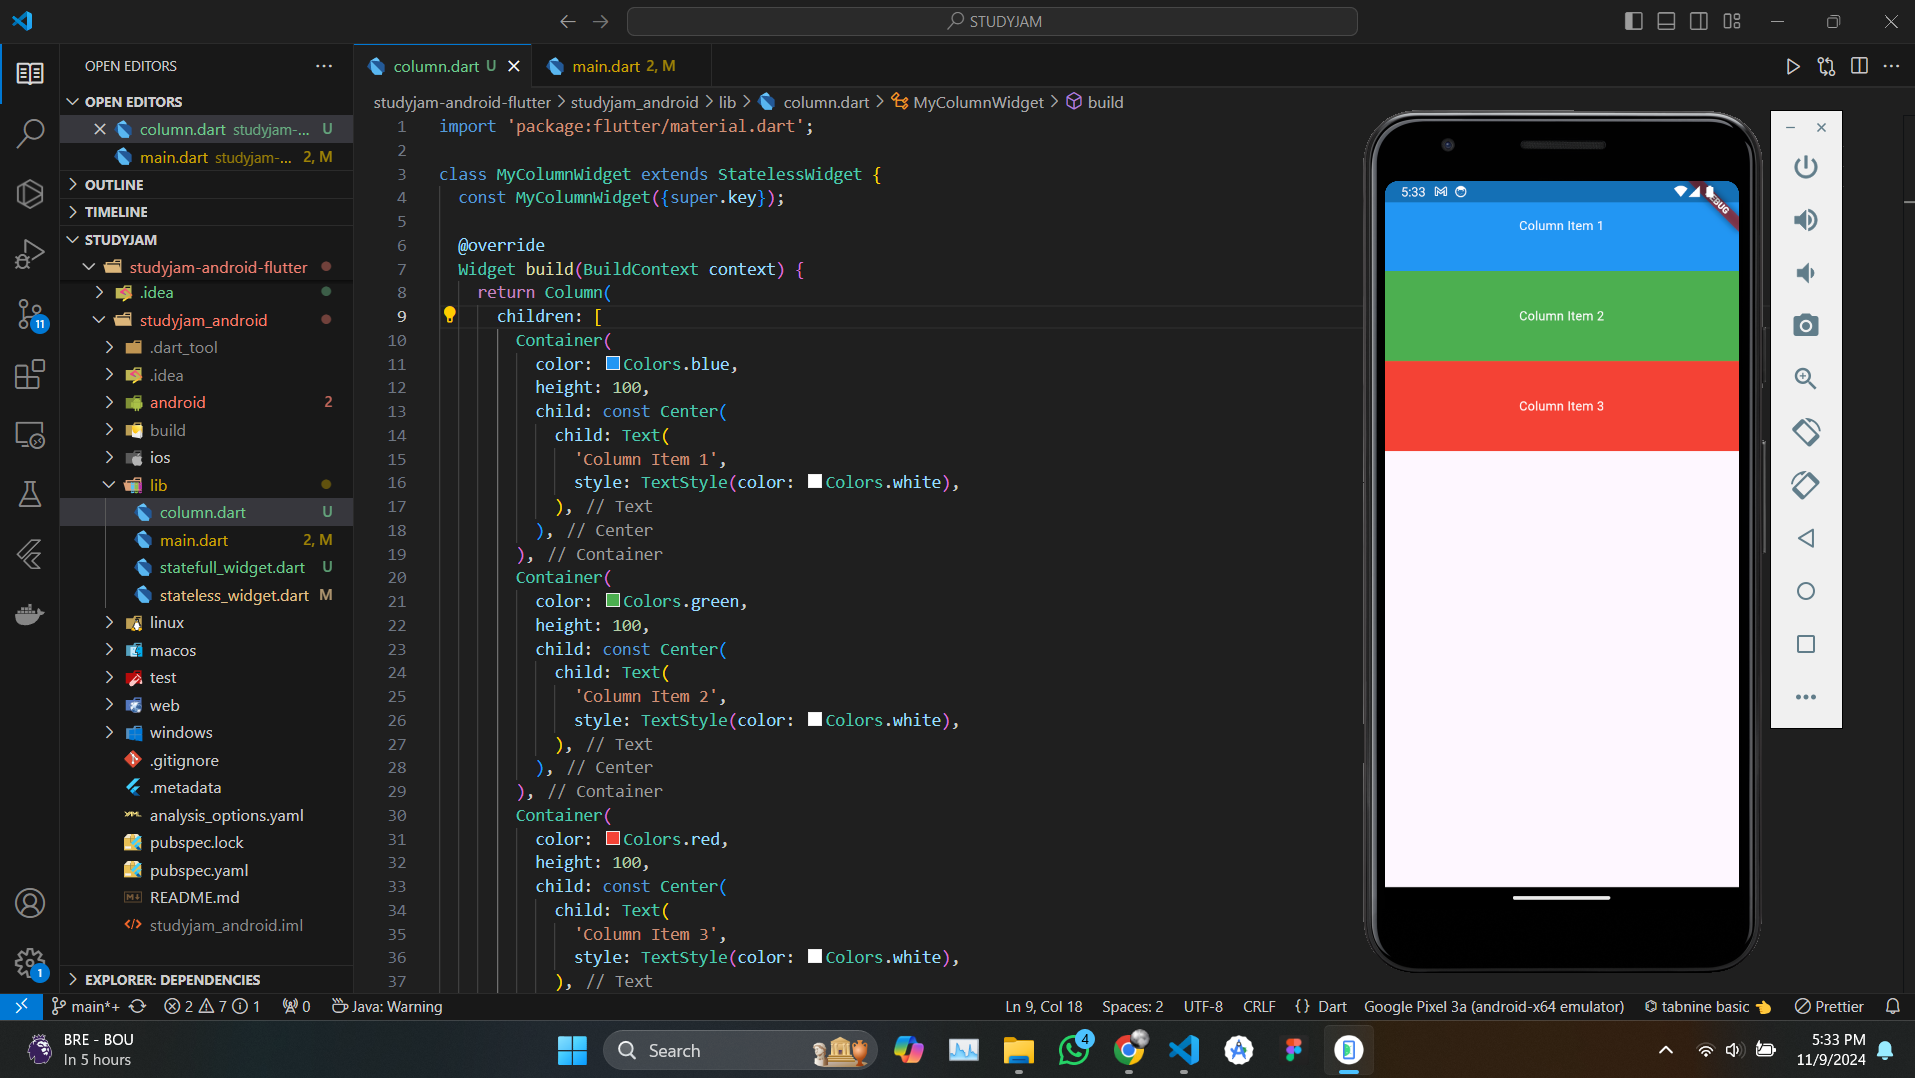 STUDYJAM
OPEN EDITORS
column.dart U
main.dart 2, M
OPEN EDITORS
column.dart studyjam-... U
main.dart studyjam-... 2, M
OUTLINE
TIMELINE
STUDYJAM
studyjam-android-flutter
.idea
studyjam_android
.dart_tool
.idea
android 2
build
ios
lib
column.dart U
main.dart 2, M
statefull_widget.dart U
stateless_widget.dart M
linux
macos
test
web
windows
.gitignore
.metadata
analysis_options.yaml
pubspec.lock
pubspec.yaml
README.md
studyjam_android.iml
EXPLORER: DEPENDENCIES
11
1
studyjam-android-flutter > studyjam_android > lib > column.dart > MyColumnWidget > build
1 import 'package:flutter/material.dart';
2
3 class MyColumnWidget extends StatelessWidget {
4 const MyColumnWidget({super.key});
5
6 @override
7 Widget build(BuildContext context) {
8 return Column(
9 children: [
10 Container(
11 color: Colors.blue,
12 height: 100,
13 child: const Center(
14 child: Text(
15 'Column Item 1',
16 style: TextStyle(color: Colors.white),
17 ), // Text
18 ), // Center
19 ), // Container
20 Container(
21 color: Colors.green,
22 height: 100,
23 child: const Center(
24 child: Text(
25 'Column Item 2',
26 style: TextStyle(color: Colors.white),
27 ), // Text
28 ), // Center
29 ), // Container
30 Container(
31 color: Colors.red,
32 height: 100,
33 child: const Center(
34 child: Text(
35 'Column Item 3',
36 style: TextStyle(color: Colors.white),
37 ), // Text
5:33
DEBUG
Column Item 1
Column Item 2
Column Item 3
main*+ 2 7 1 0 Java: Warning
Ln 9, Col 18 Spaces: 2 UTF-8 CRLF {} Dart Google Pixel 3a (android-x64 emulator) tabnine basic Prettier
BRE - BOU
In 5 hours
Search
4
5:33 PM
11/9/2024